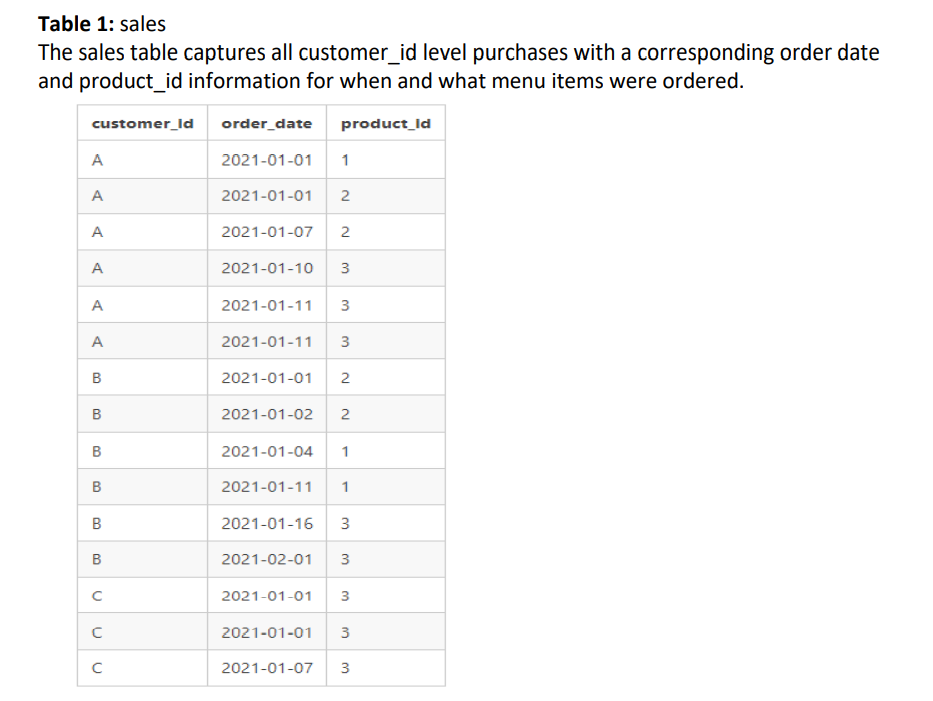 Table 1: sales
The sales table captures all customer_id level purchases with a corresponding order date
and product_id information for when and what menu items were ordered.
customer_id order_date product_id
A 2021-01-01 1
A 2021-01-01 2
A 2021-01-07 2
A 2021-01-10 3
A 2021-01-11 3
A 2021-01-11 3
B 2021-01-01 2
B 2021-01-02 2
B 2021-01-04 1
B 2021-01-11 1
B 2021-01-16 3
B 2021-02-01 3
C 2021-01-01 3
C 2021-01-01 3
C 2021-01-07 3